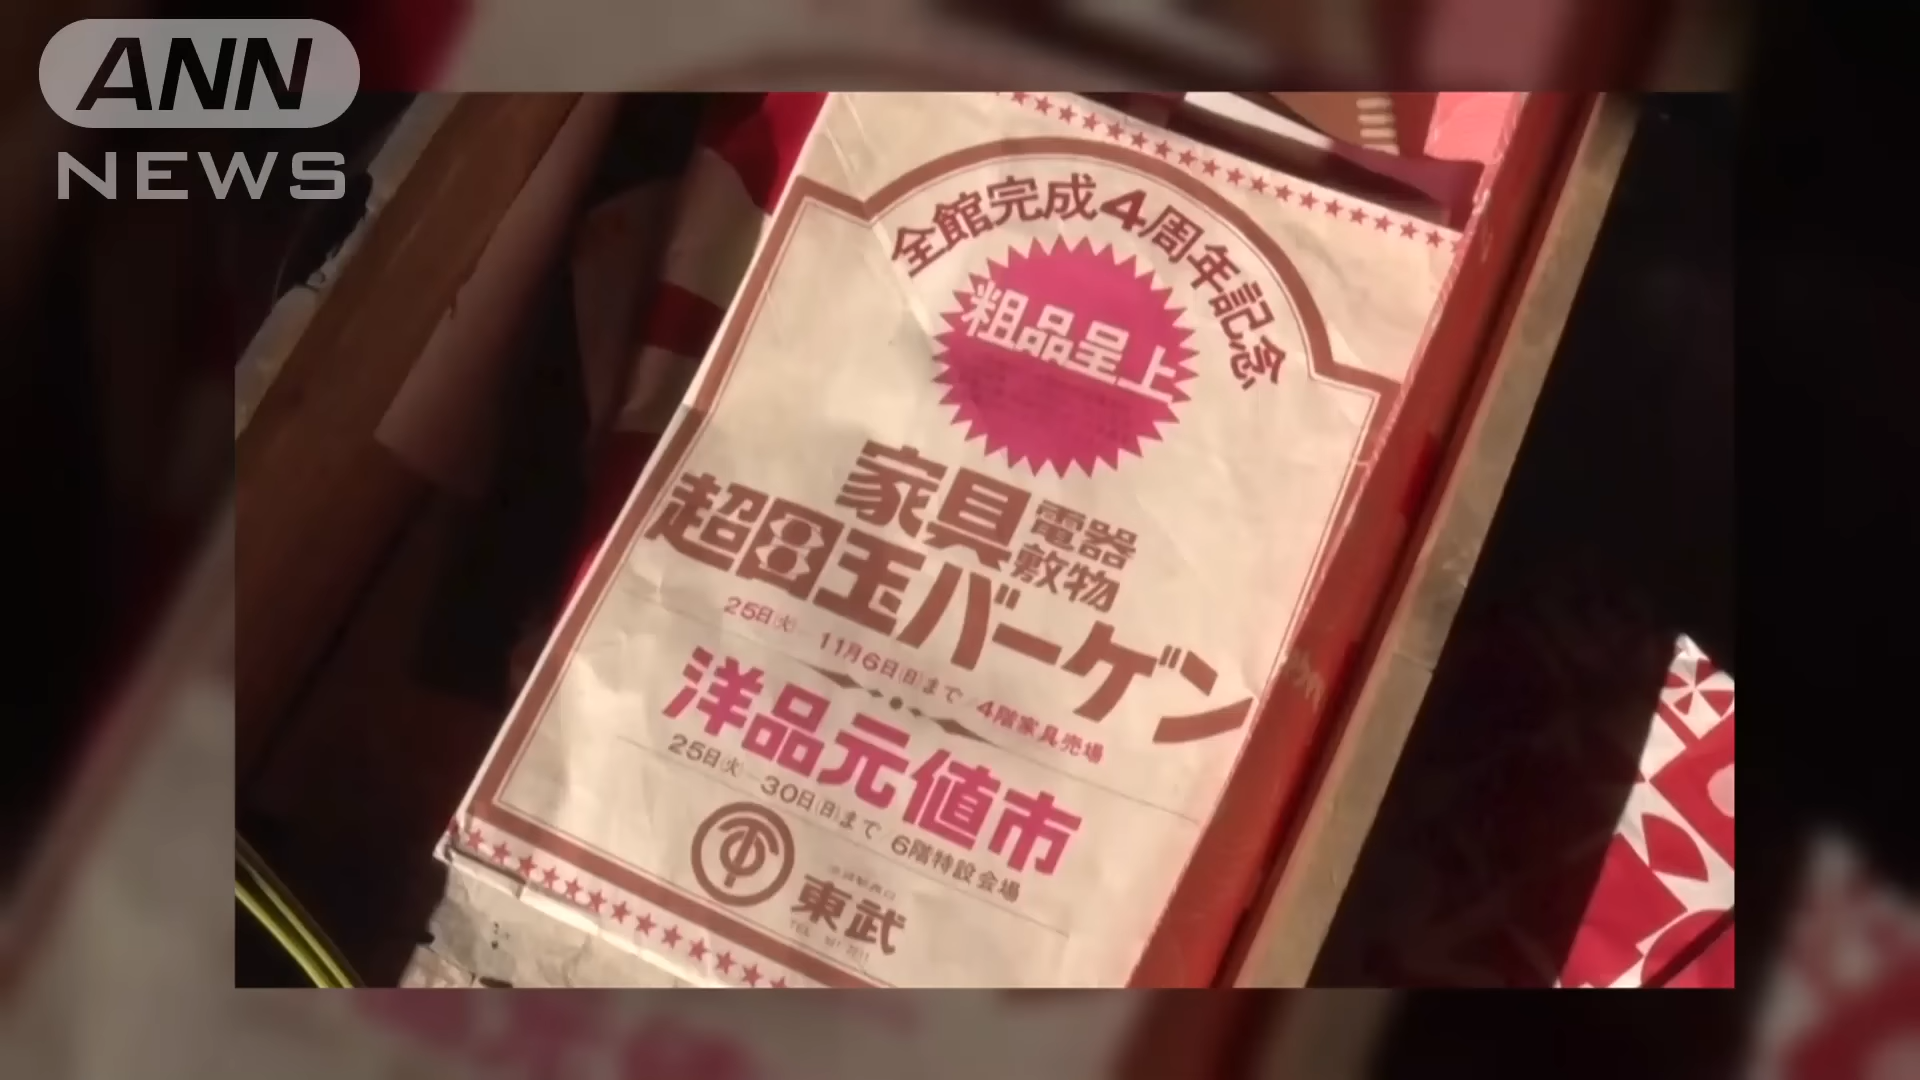 ANN
NEWS
全館完成4周年記念
粗品呈上
家具 電器
敷物
超目玉バーゲン
25日(火)―11月6日(日)まで/4階家具売場
洋品元値市
25日(火)―30日(日)まで/6階特設会場
東武